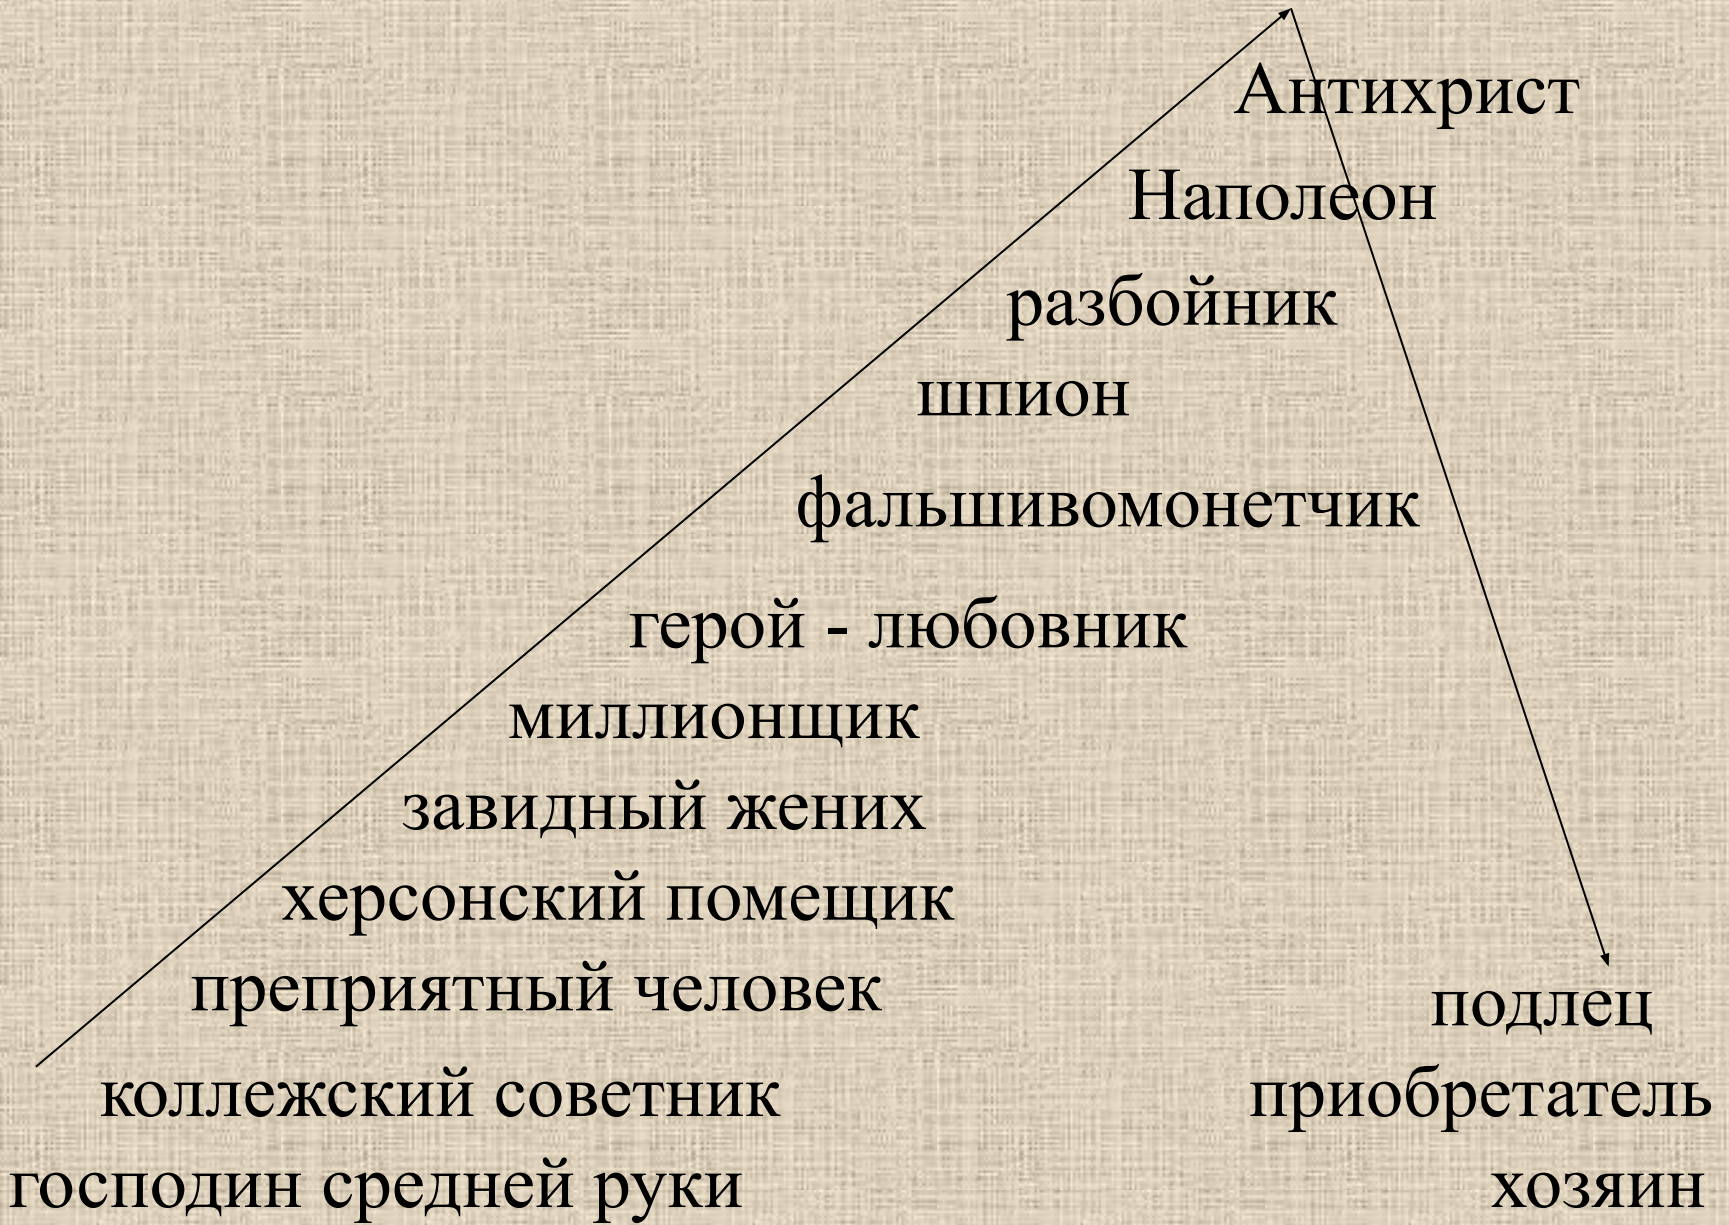 Антихрист
Наполеон
разбойник
шпион
фальшивомонетчик
герой - любовник
миллионщик
завидный жених
херсонский помещик
преприятный человек
подлец
коллежский советник
приобретатель
господин средней руки
хозяин